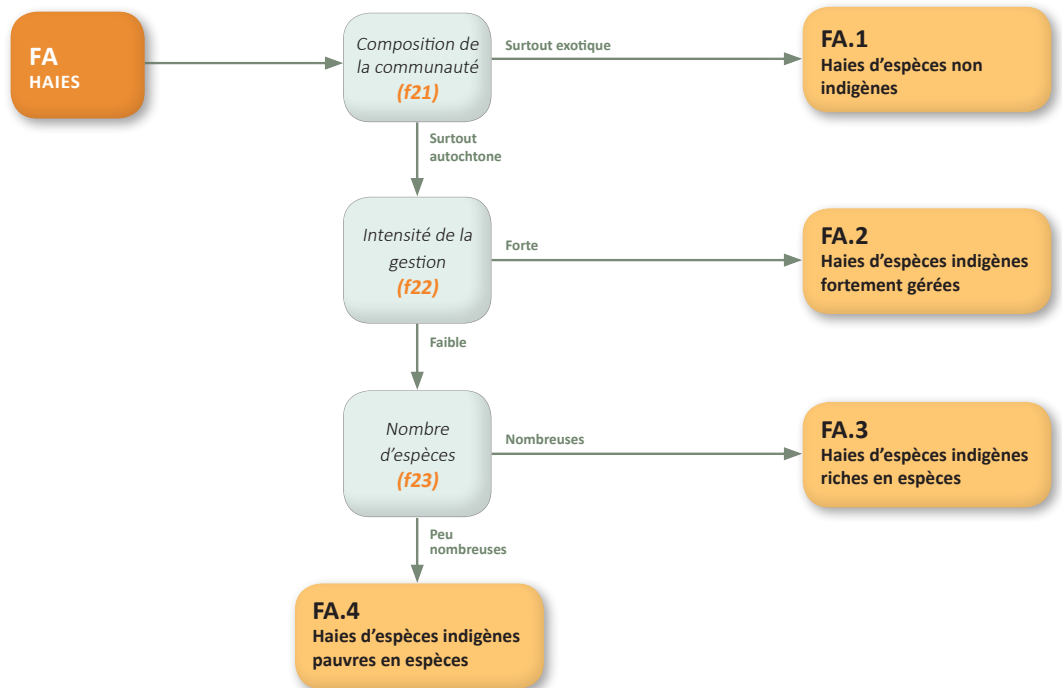 FA
HAIES
Composition de
la communauté
(f21)
Surtout exotique
FA.1
Haies d’espèces non
indigènes
Surtout
autochtone
Intensité de la
gestion
(f22)
Forte
FA.2
Haies d’espèces indigènes
fortement gérées
Faible
Nombre
d’espèces
(f23)
Nombreuses
FA.3
Haies d’espèces indigènes
riches en espèces
Peu
nombreuses
FA.4
Haies d’espèces indigènes
pauvres en espèces